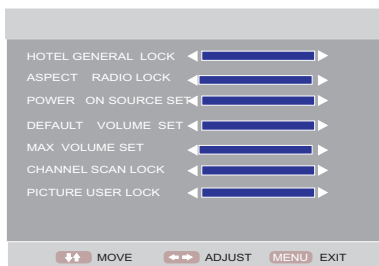 HOTEL GENERAL LOCK
ASPECT RADIO LOCK
POWER ON SOURCE SET
DEFAULT VOLUME SET
MAX VOLUME SET
CHANNEL SCAN LOCK
PICTURE USER LOCK
MOVE ADJUST MENU EXIT